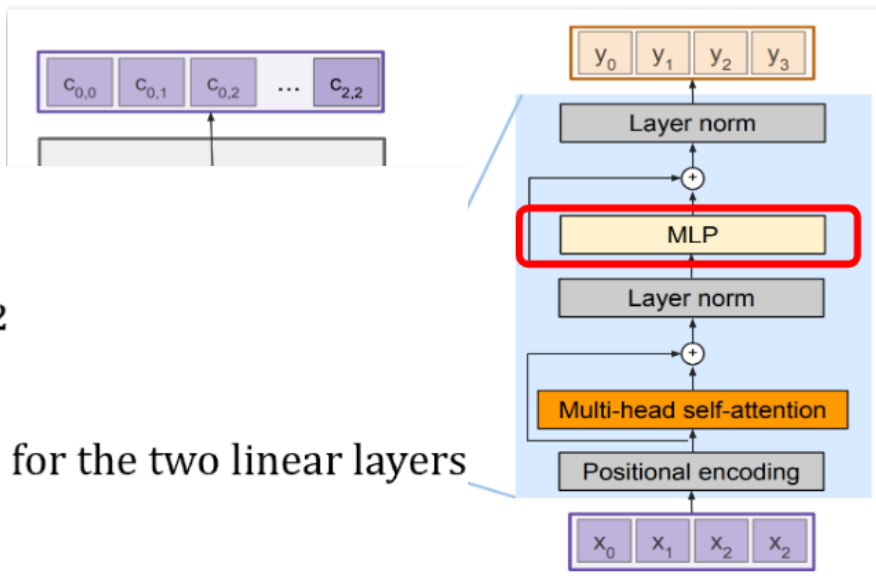 c0,0 c0,1 c0,2 ... c2,2
2
for the two linear layers
y0 y1 y2 y3
Layer norm
+
MLP
Layer norm
+
Multi-head self-attention
Positional encoding
x0 x1 x2 x2